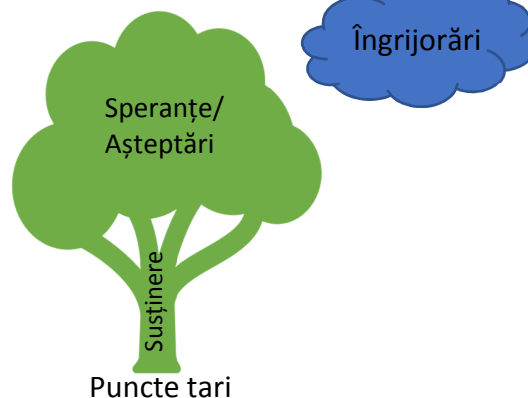 Îngrijorări
Speranțe/
Așteptări
Susținere
Puncte tari